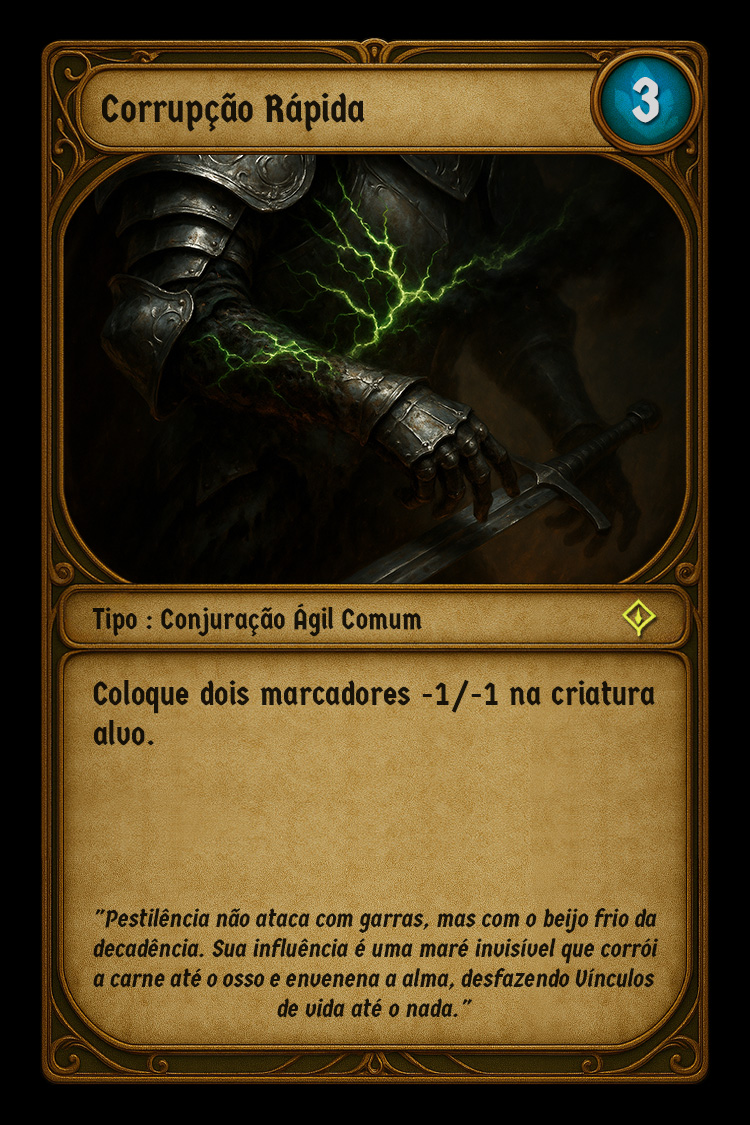 Corrupção Rápida
3
Tipo : Conjuração Ágil Comum
Coloque dois marcadores -1/-1 na criatura
alvo.
"Pestilência não ataca com garras, mas com o beijo frio da
decadência. Sua influência é uma maré invisível que corrói
a carne até o osso e envenena a alma, desfazendo Vínculos
de vida até o nada."